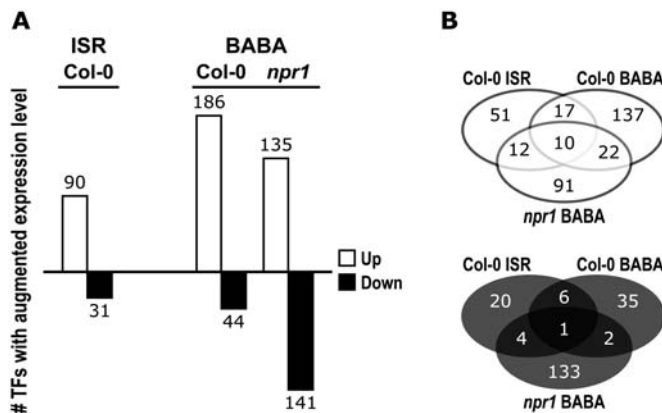 A
B
ISR
BABA
Col-0
Col-0 npr1
# TFs with augmented expression level
186
135
90
31
44
141
Up
Down
Col-0 ISR
Col-0 BABA
51
17
137
12
10
22
91
npr1 BABA
Col-0 ISR
Col-0 BABA
20
6
35
4
1
2
133
npr1 BABA